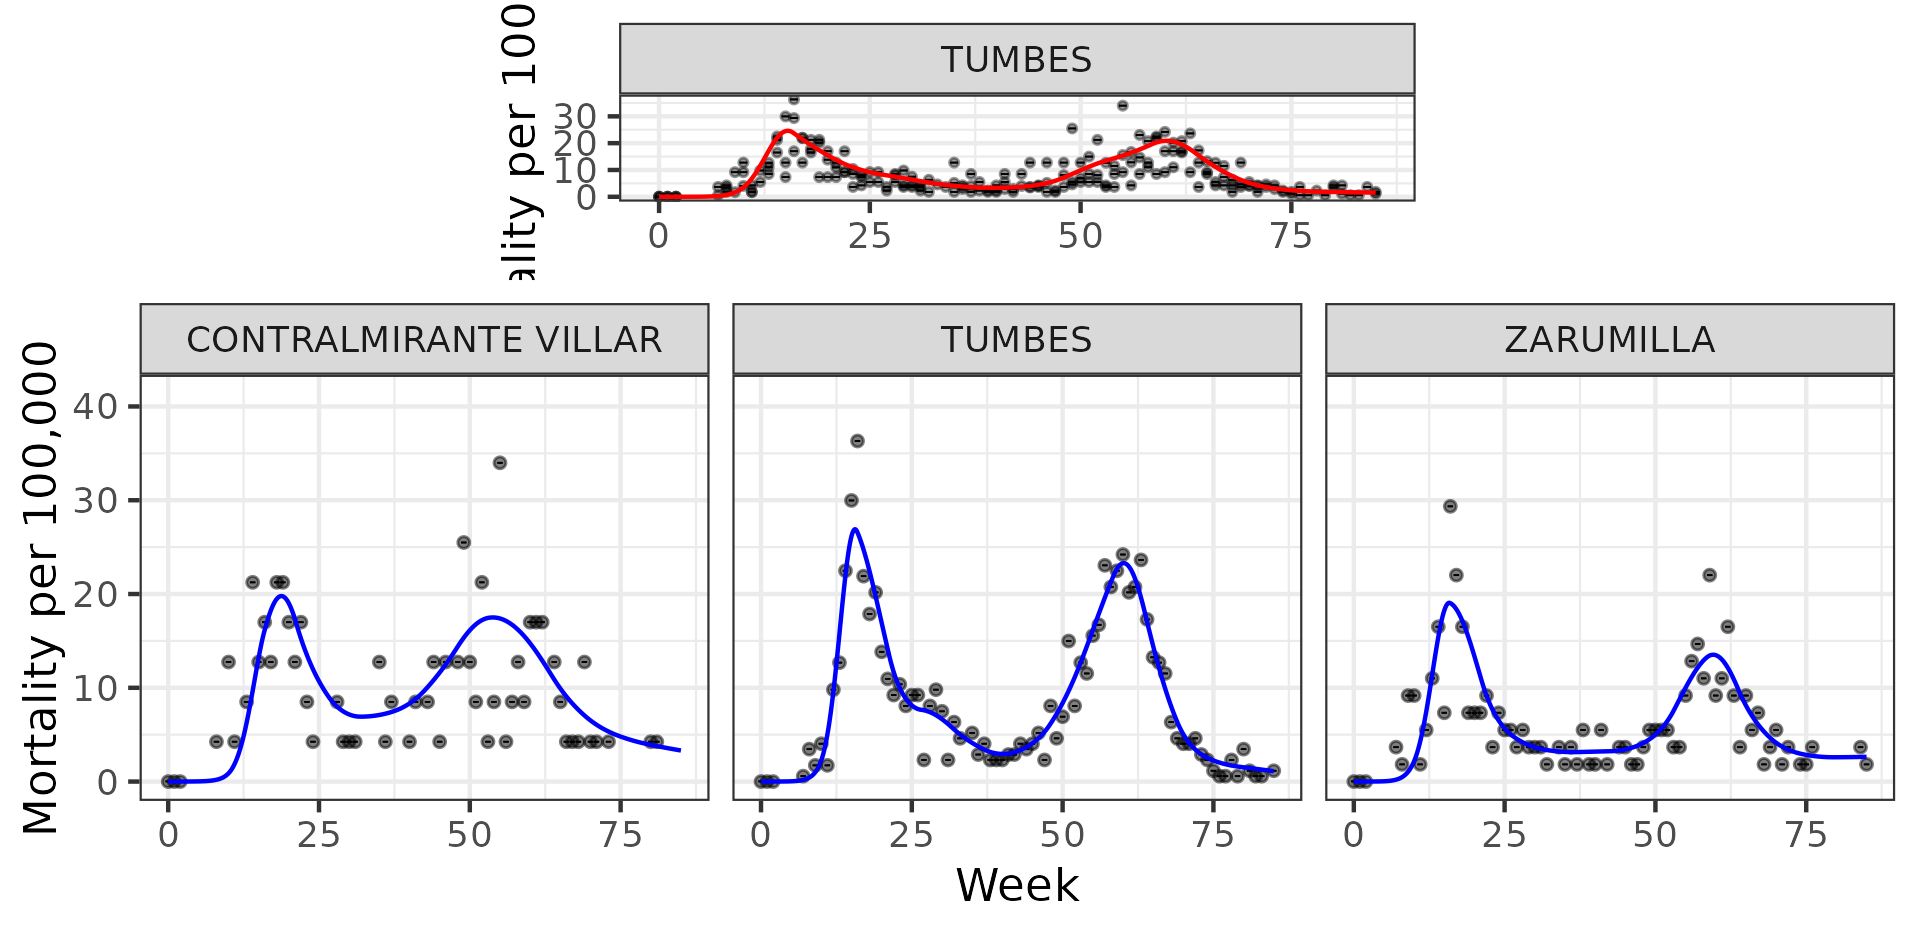 TUMBES
ality per 100
30
20
10
0
0 25 50 75
CONTRALMIRANTE VILLAR TUMBES ZARUMILLA
Mortality per 100,000
40
30
20
10
0
0 25 50 75 0 25 50 75 0 25 50 75
Week